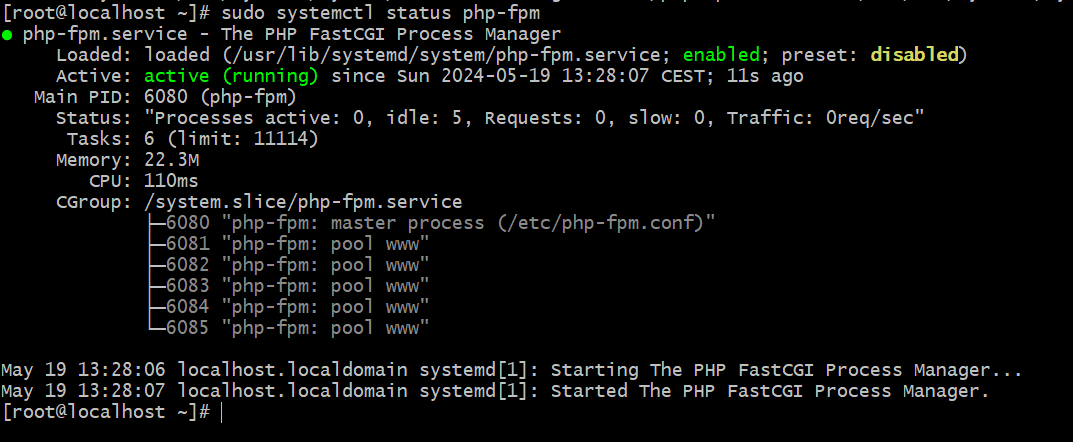 [root@localhost ~]# sudo systemctl status php-fpm
● php-fpm.service - The PHP FastCGI Process Manager
     Loaded: loaded (/usr/lib/systemd/system/php-fpm.service; enabled; preset: disabled)
     Active: active (running) since Sun 2024-05-19 13:28:07 CEST; 11s ago
   Main PID: 6080 (php-fpm)
     Status: "Processes active: 0, idle: 5, Requests: 0, slow: 0, Traffic: 0req/sec"
      Tasks: 6 (limit: 11114)
     Memory: 22.3M
        CPU: 110ms
     CGroup: /system.slice/php-fpm.service
             ├─6080 "php-fpm: master process (/etc/php-fpm.conf)"
             ├─6081 "php-fpm: pool www"
             ├─6082 "php-fpm: pool www"
             ├─6083 "php-fpm: pool www"
             ├─6084 "php-fpm: pool www"
             └─6085 "php-fpm: pool www"
May 19 13:28:06 localhost.localdomain systemd[1]: Starting The PHP FastCGI Process Manager...
May 19 13:28:07 localhost.localdomain systemd[1]: Started The PHP FastCGI Process Manager.
[root@localhost ~]#